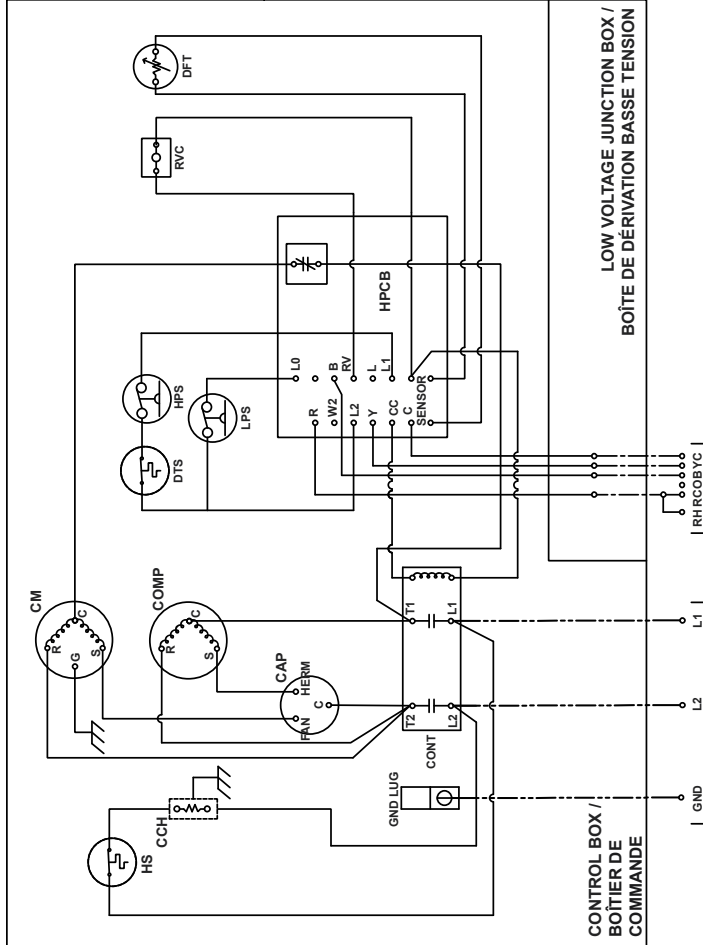 DFT
RVC
HPCB
L0
B
RV
L
L1
R
W2
L2
Y
CC
C
SENSOR
HPS
LPS
DTS
CM
R
G
S
C
COMP
R
S
C
CAP
HERM
FAN
C
T1
L1
T2
L2
CONT
GND LUG
HS
CCH
CONTROL BOX /
BOÎTIER DE
COMMANDE
LOW VOLTAGE JUNCTION BOX /
BOÎTE DE DÉRIVATION BASSE TENSION
RH RC O B Y C
L1
L2
GND